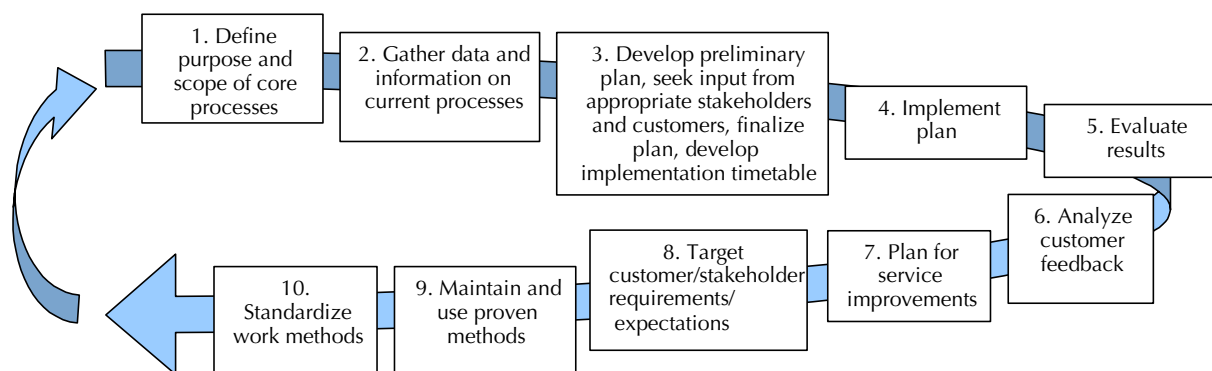 1. Define
purpose and
scope of core
processes
2. Gather data and
information on
current processes
3. Develop preliminary
plan, seek input from
appropriate stakeholders
and customers, finalize
plan, develop
implementation timetable
4. Implement
plan
5. Evaluate
results
6. Analyze
customer
feedback
7. Plan for
service
improvements
8. Target
customer/stakeholder
requirements/
expectations
9. Maintain and
use proven
methods
10.
Standardize
work methods